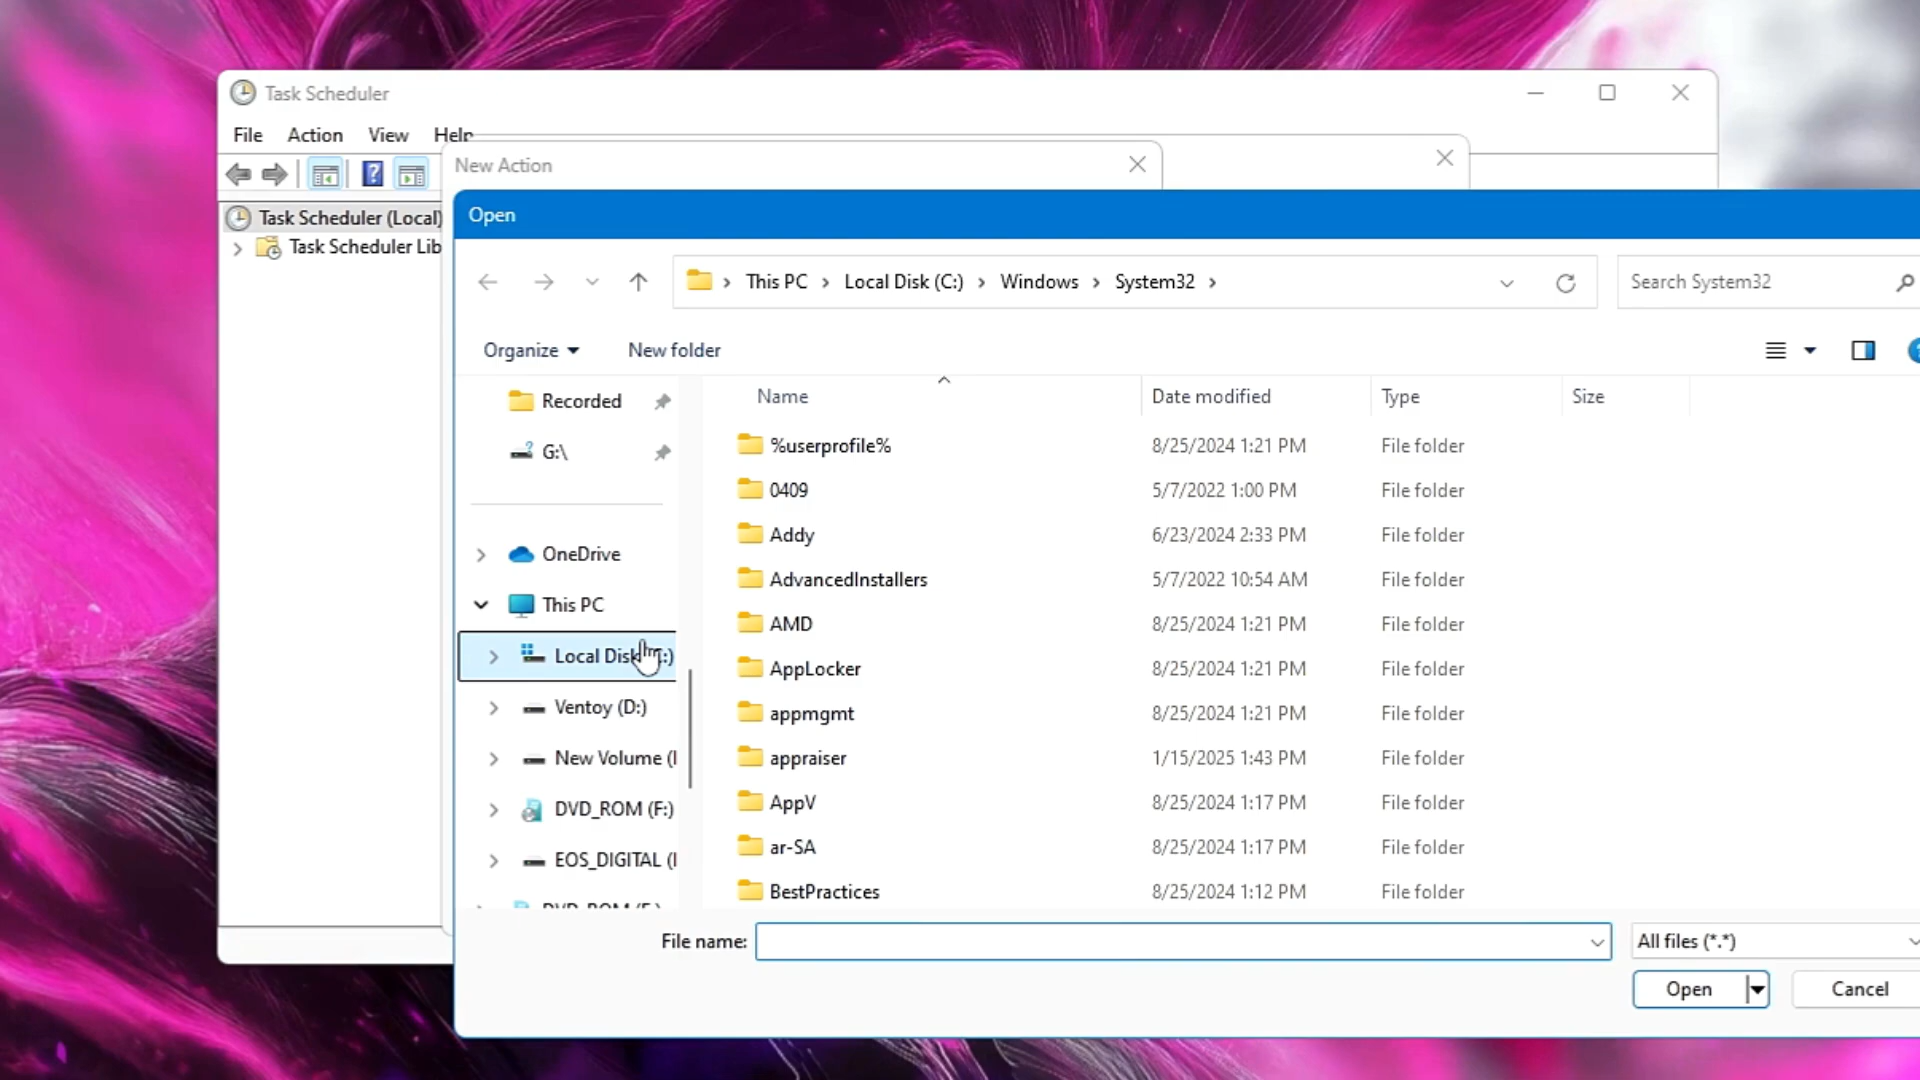 Task Scheduler
File Action View Help
New Action
Task Scheduler (Local)
Task Scheduler Lib
Open
This PC Local Disk (C:) Windows System32
Search System32
Organize New folder
Recorded
G:\
OneDrive
This PC
Local Disk :)
Ventoy (D:)
New Volume (
DVD_ROM (F:)
EOS_DIGITAL (
Name Date modified Type Size
%userprofile% 8/25/2024 1:21 PM File folder
0409 5/7/2022 1:00 PM File folder
Addy 6/23/2024 2:33 PM File folder
AdvancedInstallers 5/7/2022 10:54 AM File folder
AMD 8/25/2024 1:21 PM File folder
AppLocker 8/25/2024 1:21 PM File folder
appmgmt 8/25/2024 1:21 PM File folder
appraiser 1/15/2025 1:43 PM File folder
AppV 8/25/2024 1:17 PM File folder
ar-SA 8/25/2024 1:17 PM File folder
BestPractices 8/25/2024 1:12 PM File folder
File name:
All files (*.*)
Open Cancel